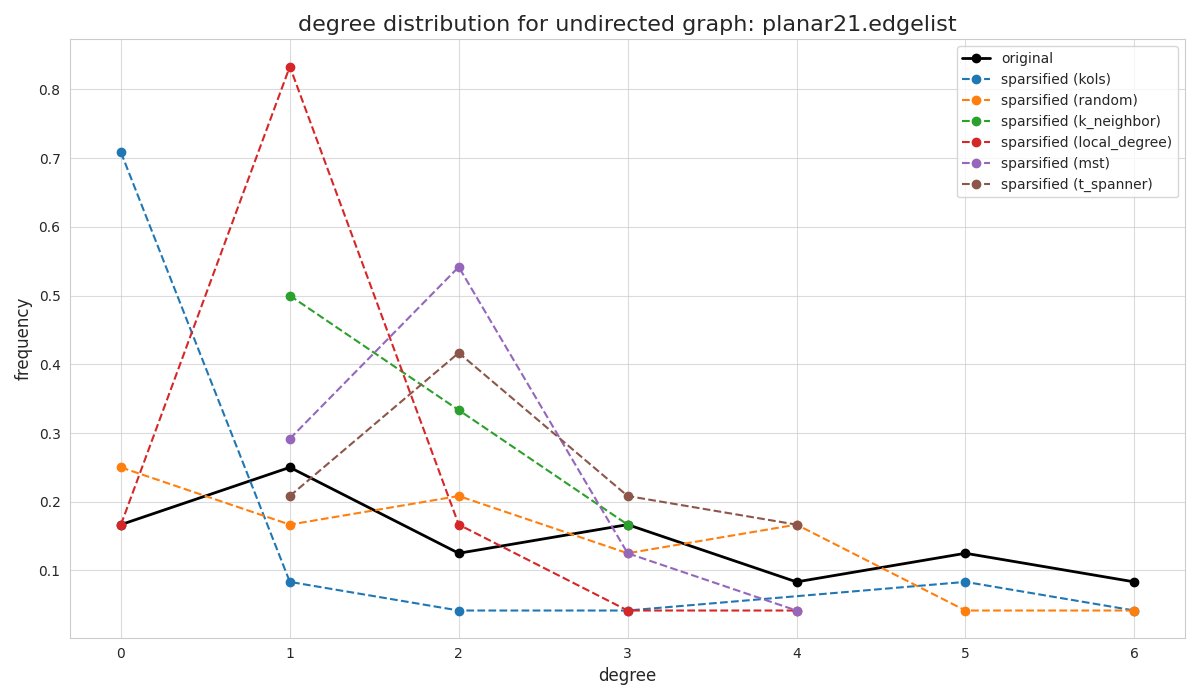 degree distribution for undirected graph: planar21.edgelist
original
sparsified (kols)
sparsified (random)
sparsified (k_neighbor)
sparsified (local_degree)
sparsified (mst)
sparsified (t_spanner)
frequency
0.8
0.7
0.6
0.5
0.4
0.3
0.2
0.1
0 1 2 3 4 5 6
degree